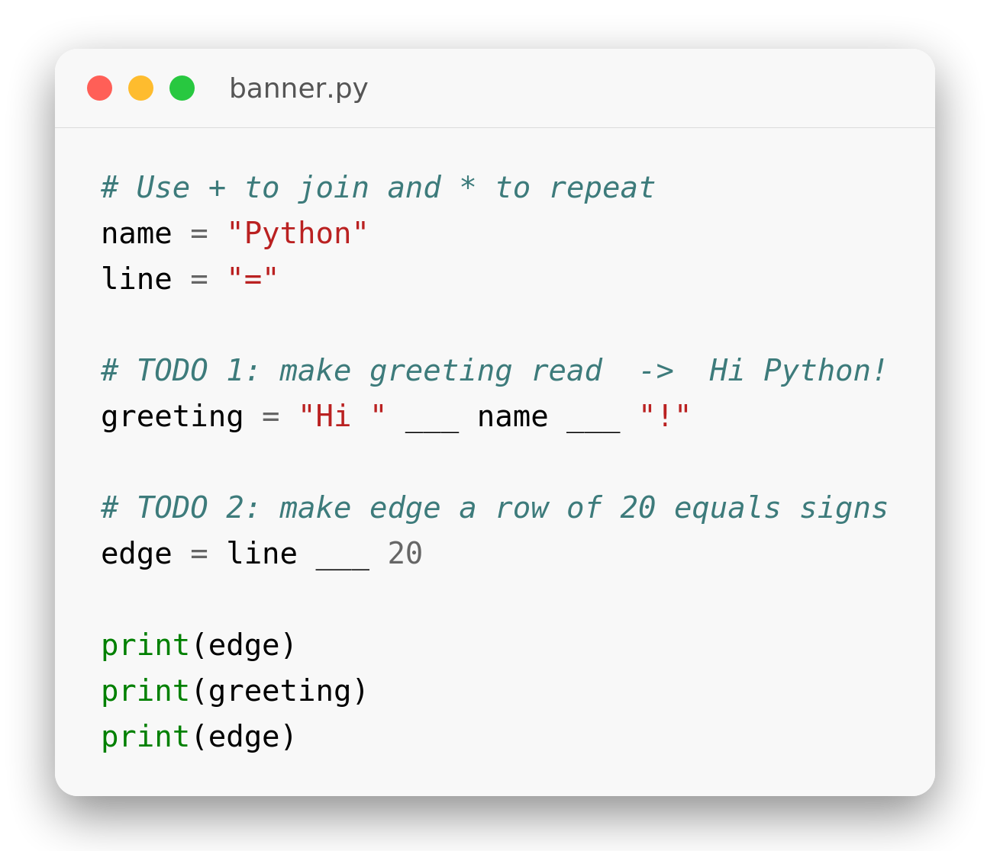 banner.py
# Use + to join and * to repeat
name = "Python"
line = "="
# TODO 1: make greeting read  ->  Hi Python!
greeting = "Hi " ___ name ___ "!"
# TODO 2: make edge a row of 20 equals signs
edge = line ___ 20
print(edge)
print(greeting)
print(edge)